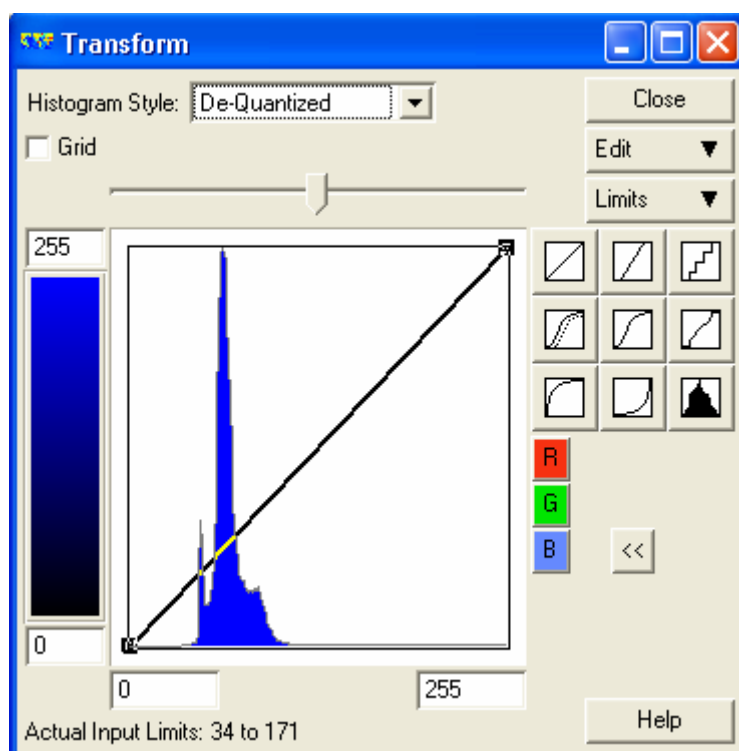 Transform
Histogram Style: De-Quantized
Close
Grid
Edit
Limits
255
R
G
B
<<
0
0
255
Actual Input Limits: 34 to 171
Help